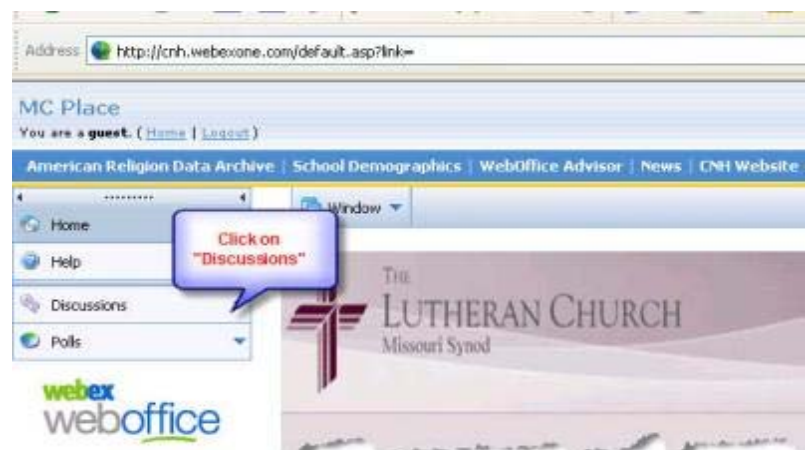 Address http://cnh.webexone.com/default.asp?link=
MC Place
You are a guest. ( Home | Logout )
American Religion Data Archive | School Demographics | WebOffice Advisor | News | CNH Website
Window
Home
Click on
"Discussions"
Help
Discussions
Polls
THE
LUTHERAN CHURCH
Missouri Synod
webex
weboffice